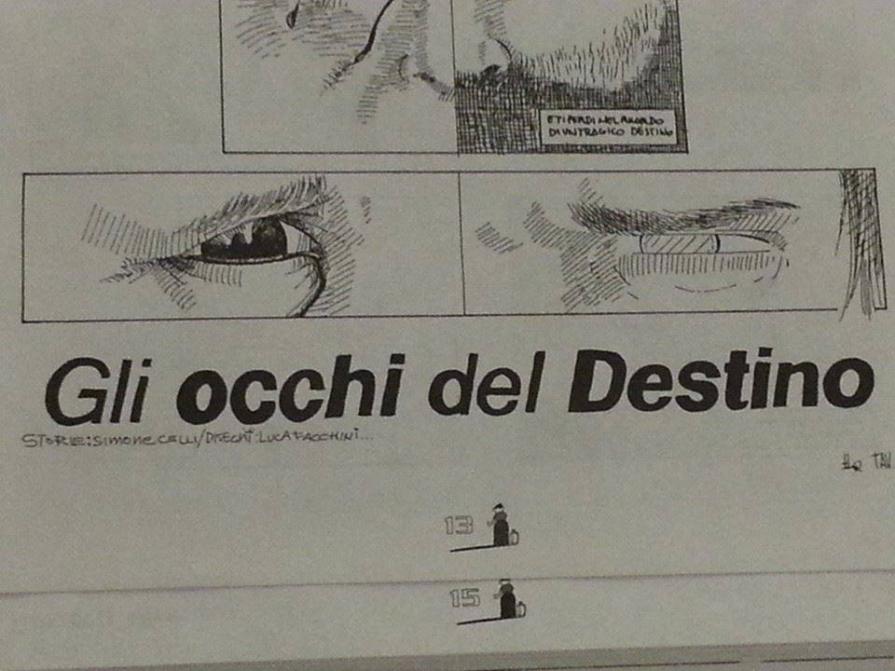 E TI PERDI NEL RICORDO
DI UN TRAGICO DESTINO
Gli occhi del Destino
STORIE: SIMONE CELLI/DISEGNI: LUCA FACCHINI...
TAV
13
15